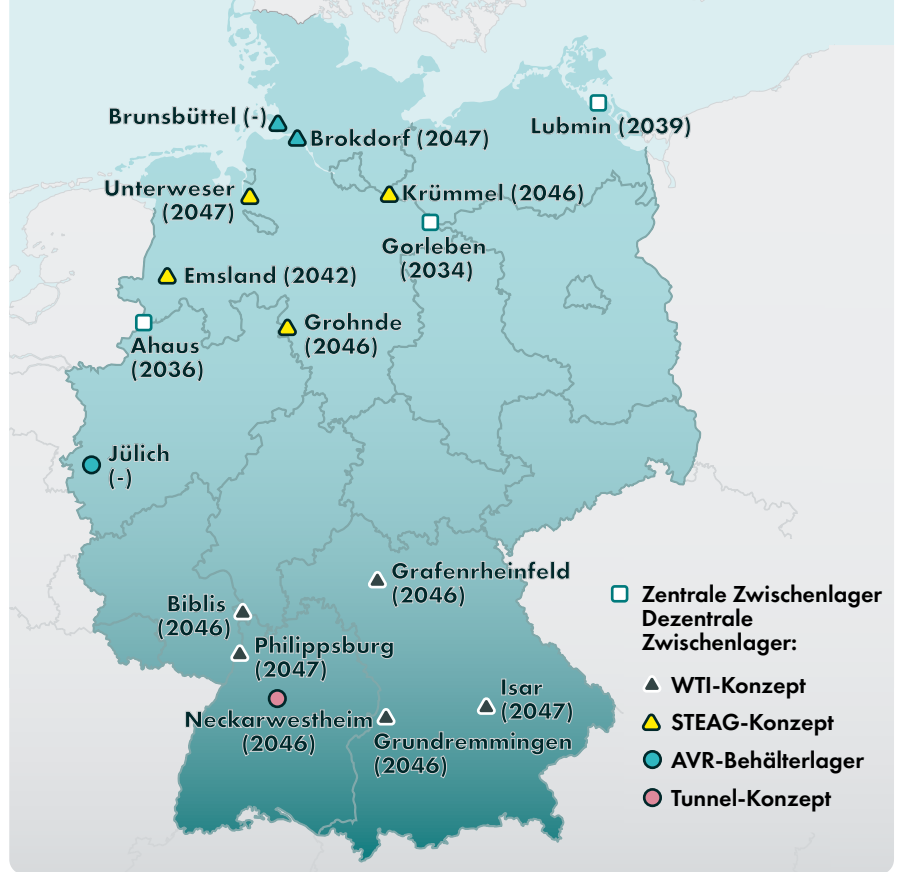 Brunsbüttel (-)
Brokdorf (2047)
Lubmin (2039)
Unterweser
(2047)
Krümmel (2046)
Gorleben
(2034)
Emsland (2042)
Grohnde
(2046)
Ahaus
(2036)
Jülich
(-)
Grafenrheinfeld
(2046)
Biblis
(2046)
Philippsburg
(2047)
Isar
(2047)
Neckarwestheim
(2046)
Grundremmingen
(2046)
Zentrale Zwischenlager
Dezentrale
Zwischenlager:
WTI-Konzept
STEAG-Konzept
AVR-Behälterlager
Tunnel-Konzept